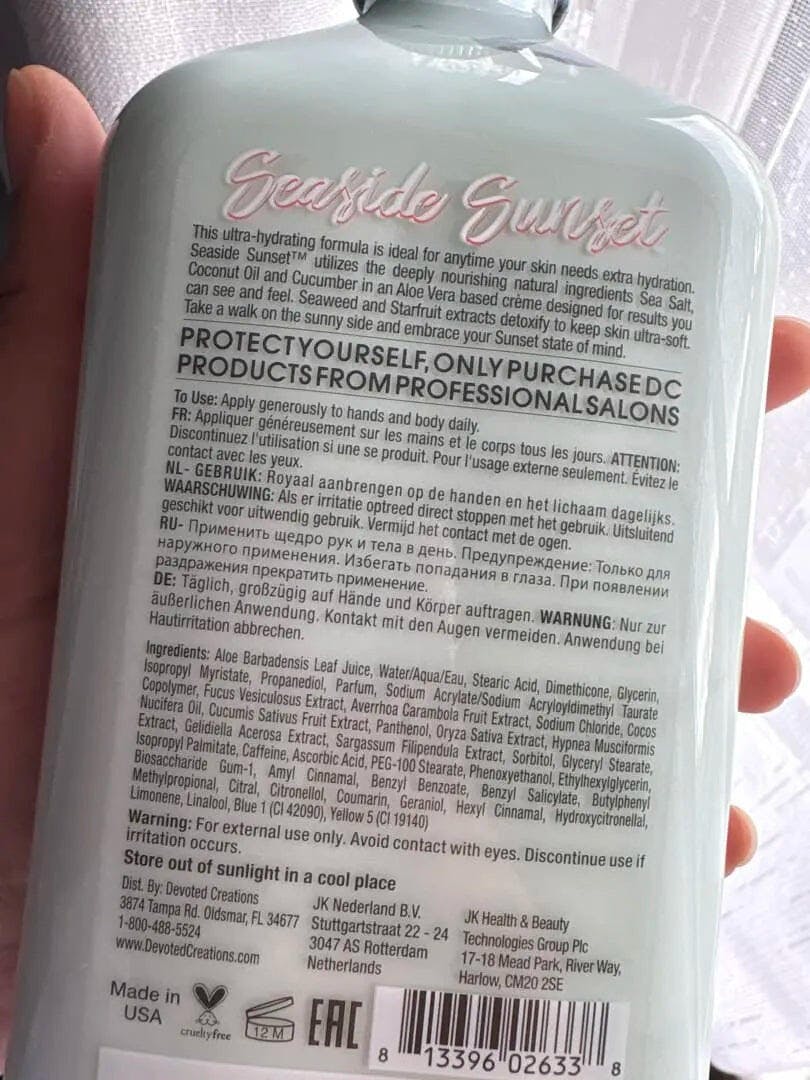 Seaside Sunset
This ultra-hydrating formula is ideal for anytime your skin needs extra hydration.
Seaside Sunset™ utilizes the deeply nourishing natural ingredients Sea Salt,
Coconut Oil and Cucumber in an Aloe Vera based crème designed for results you
can see and feel. Seaweed and Starfruit extracts detoxify to keep skin ultra-soft.
Take a walk on the sunny side and embrace your Sunset state of mind.
PROTECT YOURSELF, ONLY PURCHASE DC
PRODUCTS FROM PROFESSIONAL SALONS
To Use: Apply generously to hands and body daily.
FR: Appliquer généreusement sur les mains et le corps tous les jours. ATTENTION:
Discontinuez l'utilisation si une se produit. Pour l'usage externe seulement. Évitez le
contact avec les yeux.
NL- GEBRUIK: Royaal aanbrengen op de handen en het lichaam dagelijks.
WAARSCHUWING: Als er irritatie optreed direct stoppen met het gebruik. Uitsluitend
geschikt voor uitwendig gebruik. Vermijd het contact met de ogen.
RU- Применить щедро рук и тела в день. Предупреждение: Только для
наружного применения. Избегать попадания в глаза. При появлении
раздражения прекратить применение.
DE: Täglich, großzügig auf Hände und Körper auftragen. WARNUNG: Nur zur
äußerlichen Anwendung. Kontakt mit den Augen vermeiden. Anwendung bei
Hautirritation abbrechen.
Ingredients: Aloe Barbadensis Leaf Juice, Water/Aqua/Eau, Stearic Acid, Dimethicone, Glycerin,
Isopropyl Myristate, Propanediol, Parfum, Sodium Acrylate/Sodium Acryloyldimethyl Taurate
Copolymer, Fucus Vesiculosus Extract, Averrhoa Carambola Fruit Extract, Sodium Chloride, Cocos
Nucifera Oil, Cucumis Sativus Fruit Extract, Panthenol, Oryza Sativa Extract, Hypnea Musciformis
Extract, Gelidiella Acerosa Extract, Sargassum Filipendula Extract, Sorbitol, Glyceryl Stearate,
Isopropyl Palmitate, Caffeine, Ascorbic Acid, PEG-100 Stearate, Phenoxyethanol, Ethylhexylglycerin,
Biosaccharide Gum-1, Amyl Cinnamal, Benzyl Benzoate, Benzyl Salicylate, Butylphenyl
Methylpropional, Citral, Citronellol, Coumarin, Geraniol, Hexyl Cinnamal, Hydroxycitronellal,
Limonene, Linalool, Blue 1 (CI 42090), Yellow 5 (CI 19140)
Warning: For external use only. Avoid contact with eyes. Discontinue use if
irritation occurs.
Store out of sunlight in a cool place
Dist. By: Devoted Creations
3874 Tampa Rd. Oldsmar, FL 34677
1-800-488-5524
www.DevotedCreations.com
JK Nederland B.V.
Stuttgartstraat 22 - 24
3047 AS Rotterdam
Netherlands
JK Health & Beauty
Technologies Group Plc
17-18 Mead Park, River Way,
Harlow, CM20 2SE
Made in
USA
crueltyfree
12 M
EAC
8 13396 02633 8